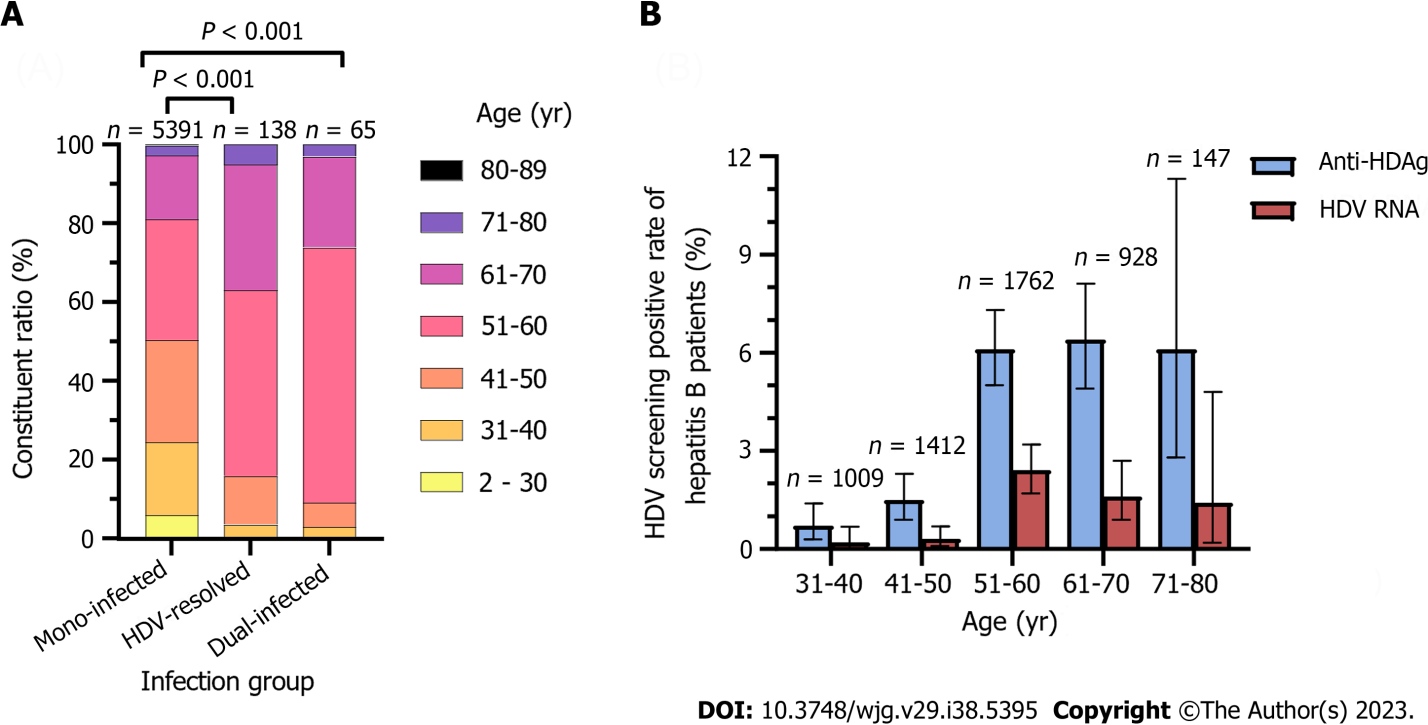 A
B
P < 0.001
P < 0.001
n = 5391 n = 138 n = 65
Constituent ratio (%)
100
80
60
40
20
0
Mono-infected
HDV-resolved
Dual-infected
Infection group
Age (yr)
80-89
71-80
61-70
51-60
41-50
31-40
2 - 30
(A)
(B)
HDV screening positive rate of
hepatitis B patients (%)
12
9
6
3
0
n = 1009
n = 1412
n = 1762
n = 928
n = 147
31-40 41-50 51-60 61-70 71-80
Age (yr)
Anti-HDAg
HDV RNA
DOI: 10.3748/wjg.v29.i38.5395 Copyright ©The Author(s) 2023.